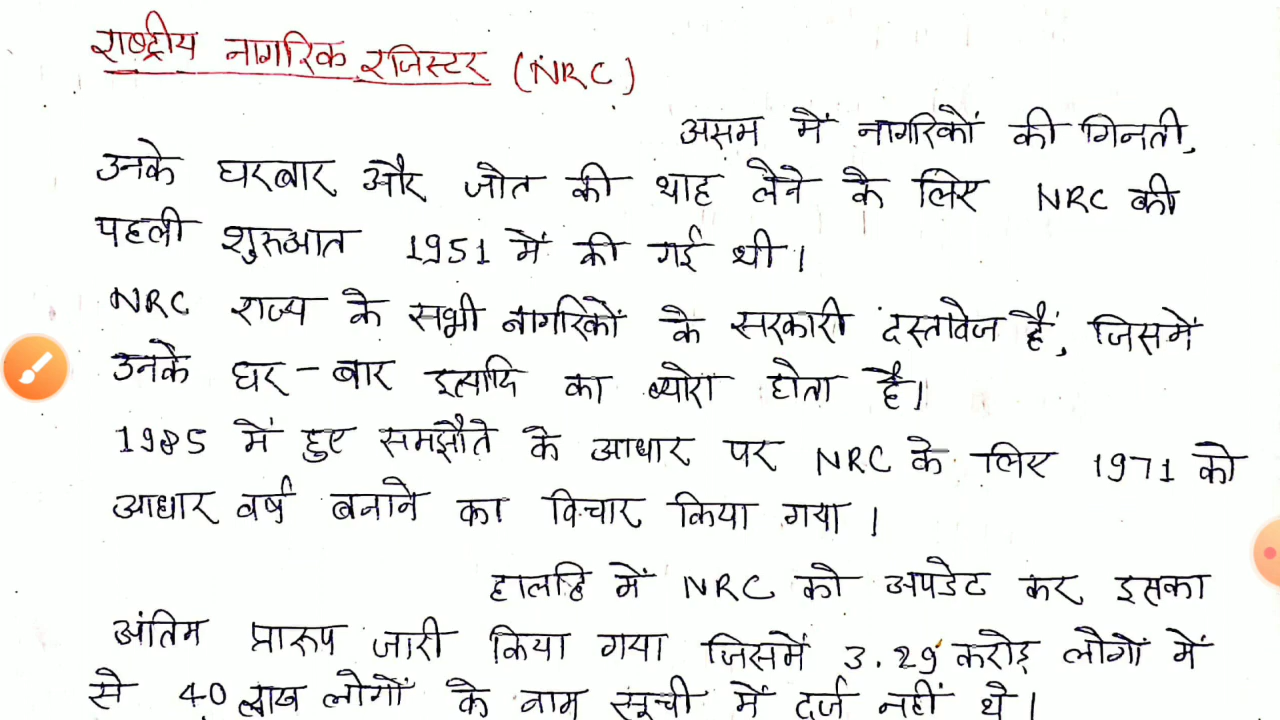 राष्ट्रीय नागरिक रजिस्टर (NRC)
असम में नागरिकों की गिनती,
उनके घरबार और जोत की थाह लेने के लिए NRC की
पहली शुरुआत 1951 में की गई थी।
NRC राज्य के सभी नागरिकों के सरकारी दस्तावेज हैं, जिसमें
उनके घर-बार इत्यादि का ब्योरा होता है।
1985 में हुए समझौते के आधार पर NRC के लिए 1971 को
आधार वर्ष बनाने का विचार किया गया।
हालहि में NRC को अपडेट कर इसका
अंतिम प्रारुप जारी किया गया जिसमें 3.29 करोड़ लोगों में
से 40 लाख लोगों के नाम सूची में दर्ज नहीं थे।